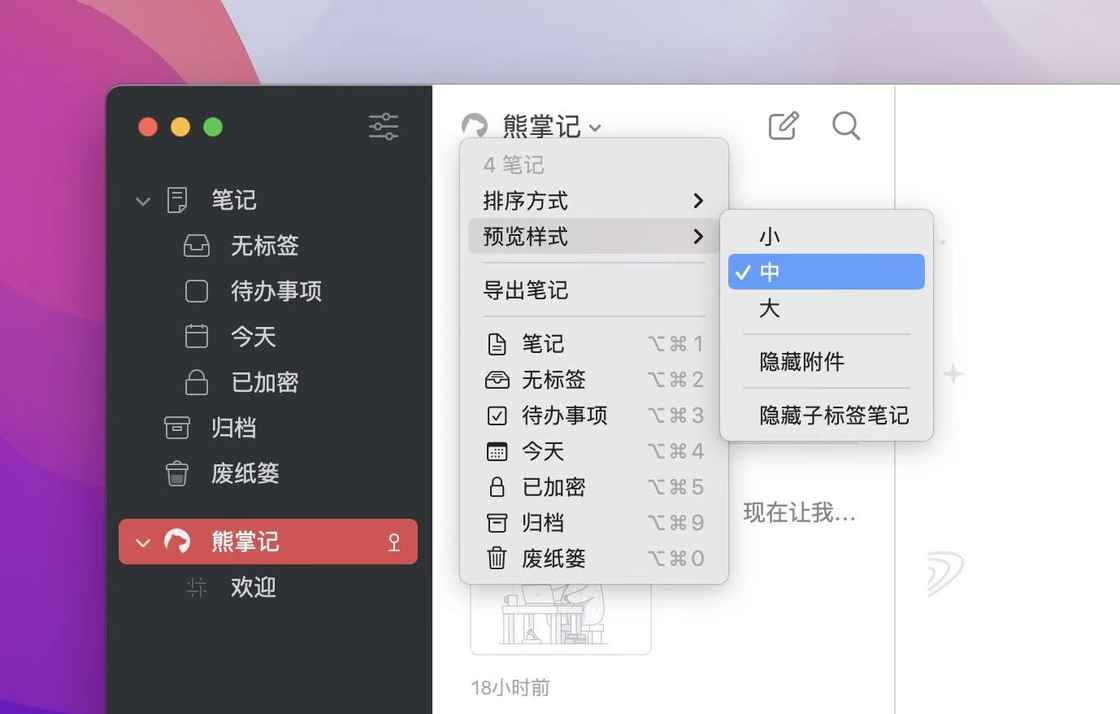 笔记
无标签
待办事项
今天
已加密
归档
废纸篓
熊掌记
欢迎
熊掌记
4 笔记
排序方式
预览样式
导出笔记
笔记 ⌥⌘1
无标签 ⌥⌘2
待办事项 ⌥⌘3
今天 ⌥⌘4
已加密 ⌥⌘5
归档 ⌥⌘9
废纸篓 ⌥⌘0
小
✓ 中
大
隐藏附件
隐藏子标签笔记
现在让我…
18小时前